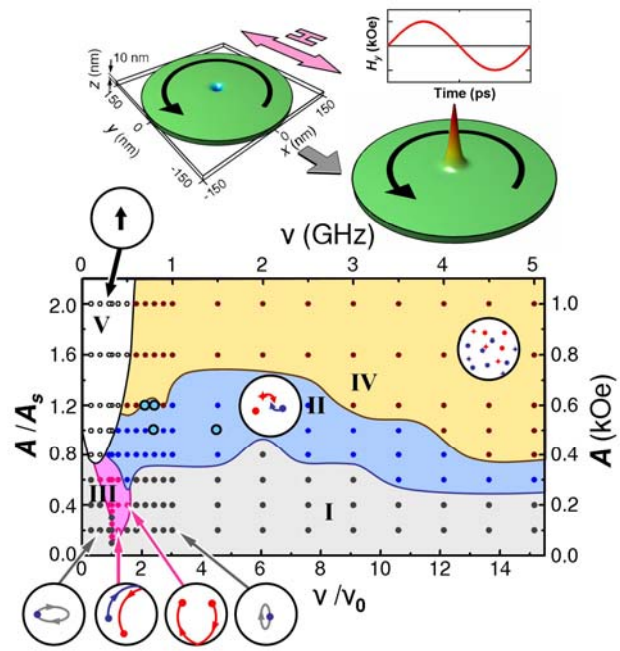 10 nm
z (nm)
150
0
-150
y (nm)
150
0
-150
x (nm)
H
H_y (kOe)
Time (ps)
ν (GHz)
0 1 2 3 4 5
2.0
1.6
1.2
0.8
0.4
0.0
A/A_s
1.0
0.8
0.6
0.4
0.2
0.0
A (kOe)
V
IV
II
III
I
0 2 4 6 8 10 12 14
ν/ν_0